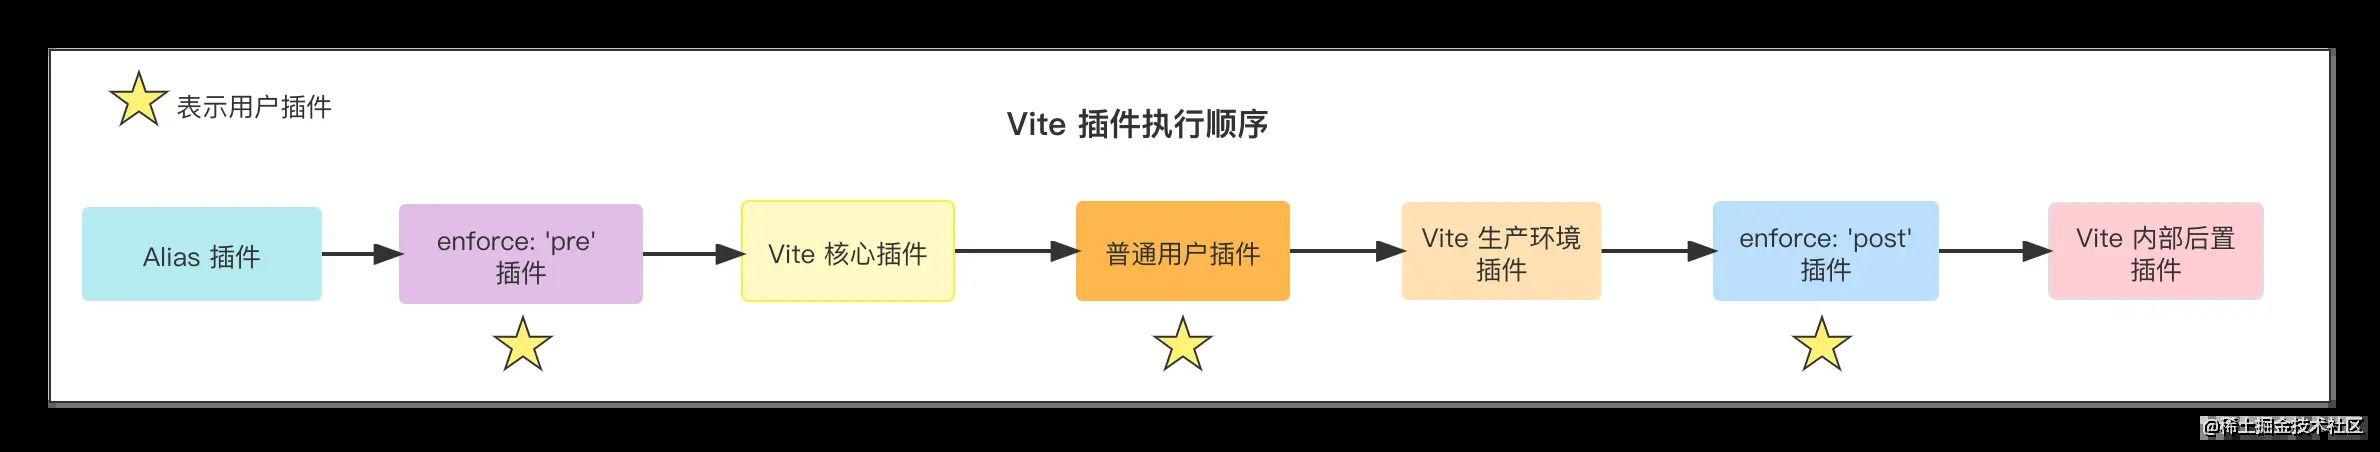 表示用户插件
Vite 插件执行顺序
Alias 插件
enforce: 'pre'
插件
Vite 核心插件
普通用户插件
Vite 生产环境
插件
enforce: 'post'
插件
Vite 内部后置
插件
@稀土掘金技术社区